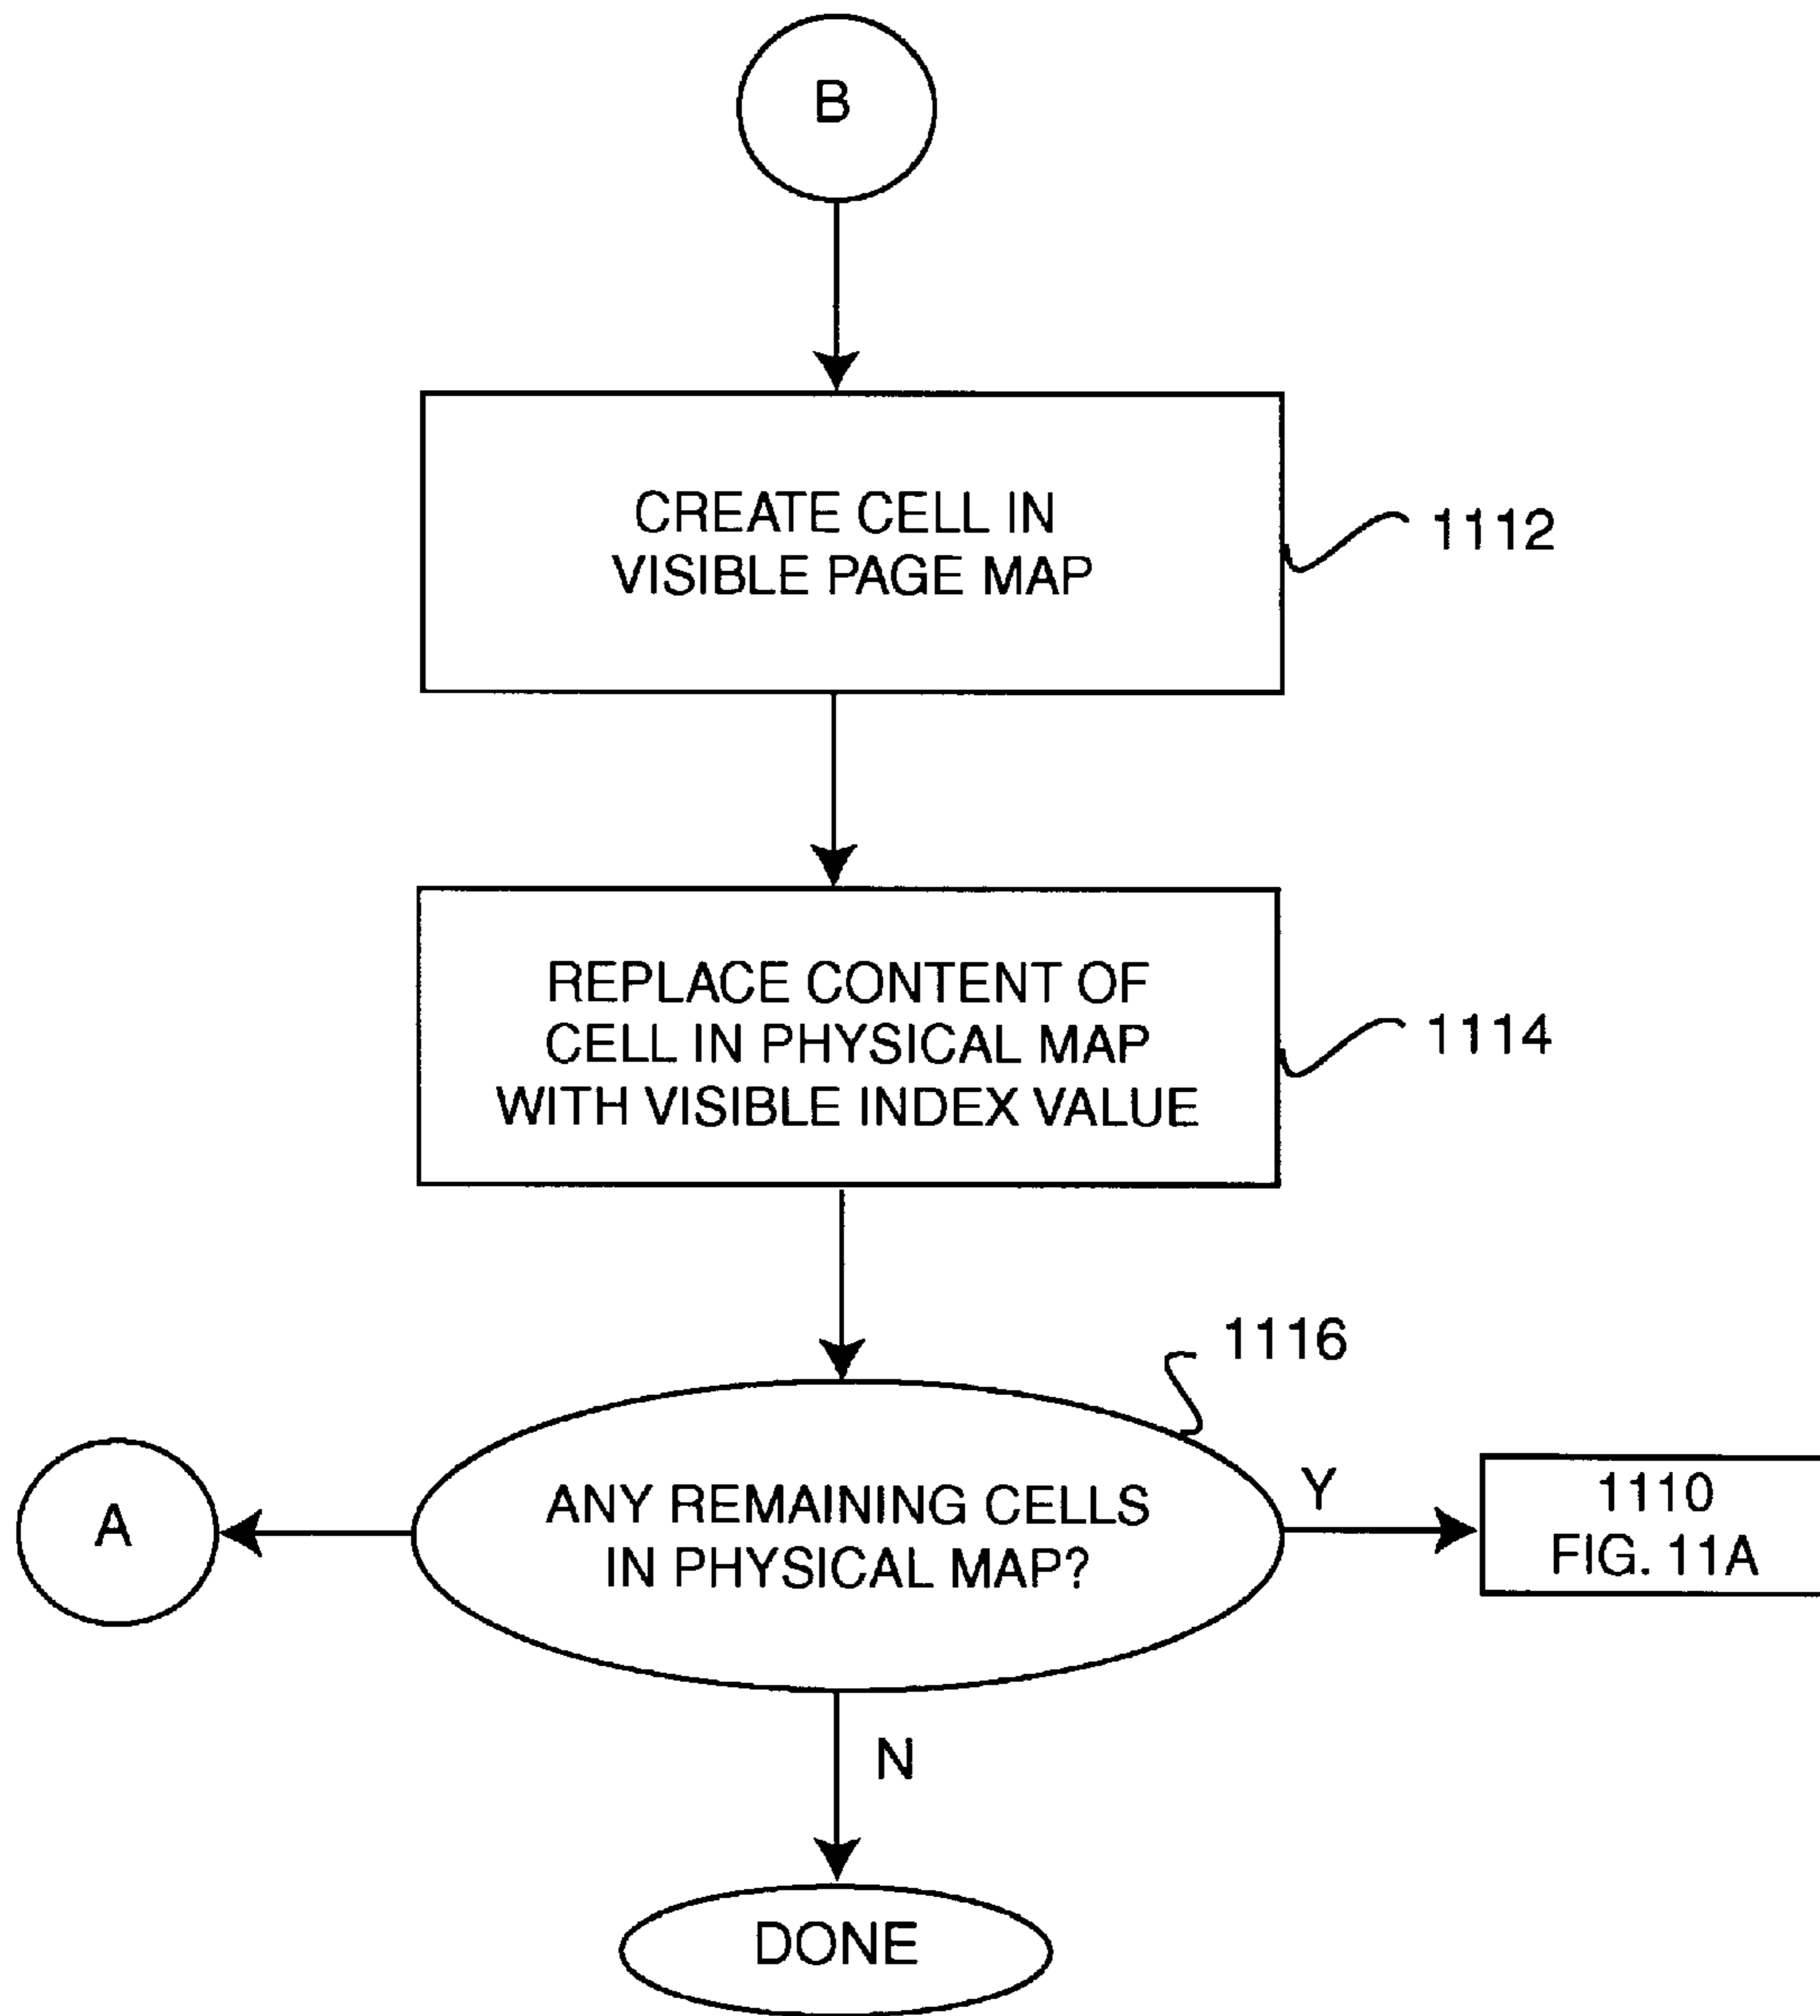 B
CREATE CELL IN
VISIBLE PAGE MAP
1112
REPLACE CONTENT OF
CELL IN PHYSICAL MAP
WITH VISIBLE INDEX VALUE
1114
1116
A
ANY REMAINING CELLS
IN PHYSICAL MAP?
Y
1110
FIG. 11A
N
DONE